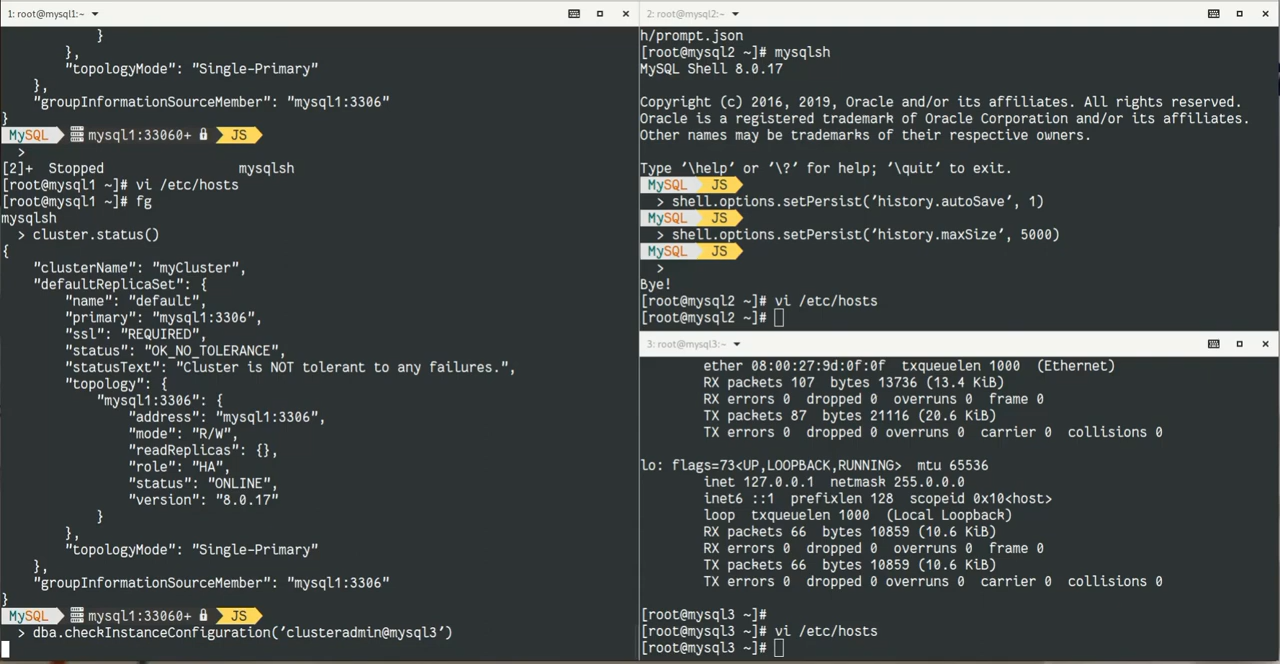 1: root@mysql1:~
}
},
"topologyMode": "Single-Primary"
},
"groupInformationSourceMember": "mysql1:3306"
}
MySQL mysql1:33060+ JS
>
[2]+  Stopped                 mysqlsh
[root@mysql1 ~]# vi /etc/hosts
[root@mysql1 ~]# fg
mysqlsh
> cluster.status()
{
"clusterName": "myCluster",
"defaultReplicaSet": {
"name": "default",
"primary": "mysql1:3306",
"ssl": "REQUIRED",
"status": "OK_NO_TOLERANCE",
"statusText": "Cluster is NOT tolerant to any failures.",
"topology": {
"mysql1:3306": {
"address": "mysql1:3306",
"mode": "R/W",
"readReplicas": {},
"role": "HA",
"status": "ONLINE",
"version": "8.0.17"
}
},
"topologyMode": "Single-Primary"
},
"groupInformationSourceMember": "mysql1:3306"
}
MySQL mysql1:33060+ JS
> dba.checkInstanceConfiguration('clusteradmin@mysql3')
2: root@mysql2:~
h/prompt.json
[root@mysql2 ~]# mysqlsh
MySQL Shell 8.0.17
Copyright (c) 2016, 2019, Oracle and/or its affiliates. All rights reserved.
Oracle is a registered trademark of Oracle Corporation and/or its affiliates.
Other names may be trademarks of their respective owners.
Type '\help' or '\?' for help; '\quit' to exit.
MySQL JS
> shell.options.setPersist('history.autoSave', 1)
MySQL JS
> shell.options.setPersist('history.maxSize', 5000)
MySQL JS
>
Bye!
[root@mysql2 ~]# vi /etc/hosts
[root@mysql2 ~]#
3: root@mysql3:~
ether 08:00:27:9d:0f:0f  txqueuelen 1000  (Ethernet)
RX packets 107  bytes 13736 (13.4 KiB)
RX errors 0  dropped 0  overruns 0  frame 0
TX packets 87  bytes 21116 (20.6 KiB)
TX errors 0  dropped 0 overruns 0  carrier 0  collisions 0
lo: flags=73<UP,LOOPBACK,RUNNING>  mtu 65536
inet 127.0.0.1  netmask 255.0.0.0
inet6 ::1  prefixlen 128  scopeid 0x10<host>
loop  txqueuelen 1000  (Local Loopback)
RX packets 66  bytes 10859 (10.6 KiB)
RX errors 0  dropped 0  overruns 0  frame 0
TX packets 66  bytes 10859 (10.6 KiB)
TX errors 0  dropped 0 overruns 0  carrier 0  collisions 0
[root@mysql3 ~]#
[root@mysql3 ~]# vi /etc/hosts
[root@mysql3 ~]#